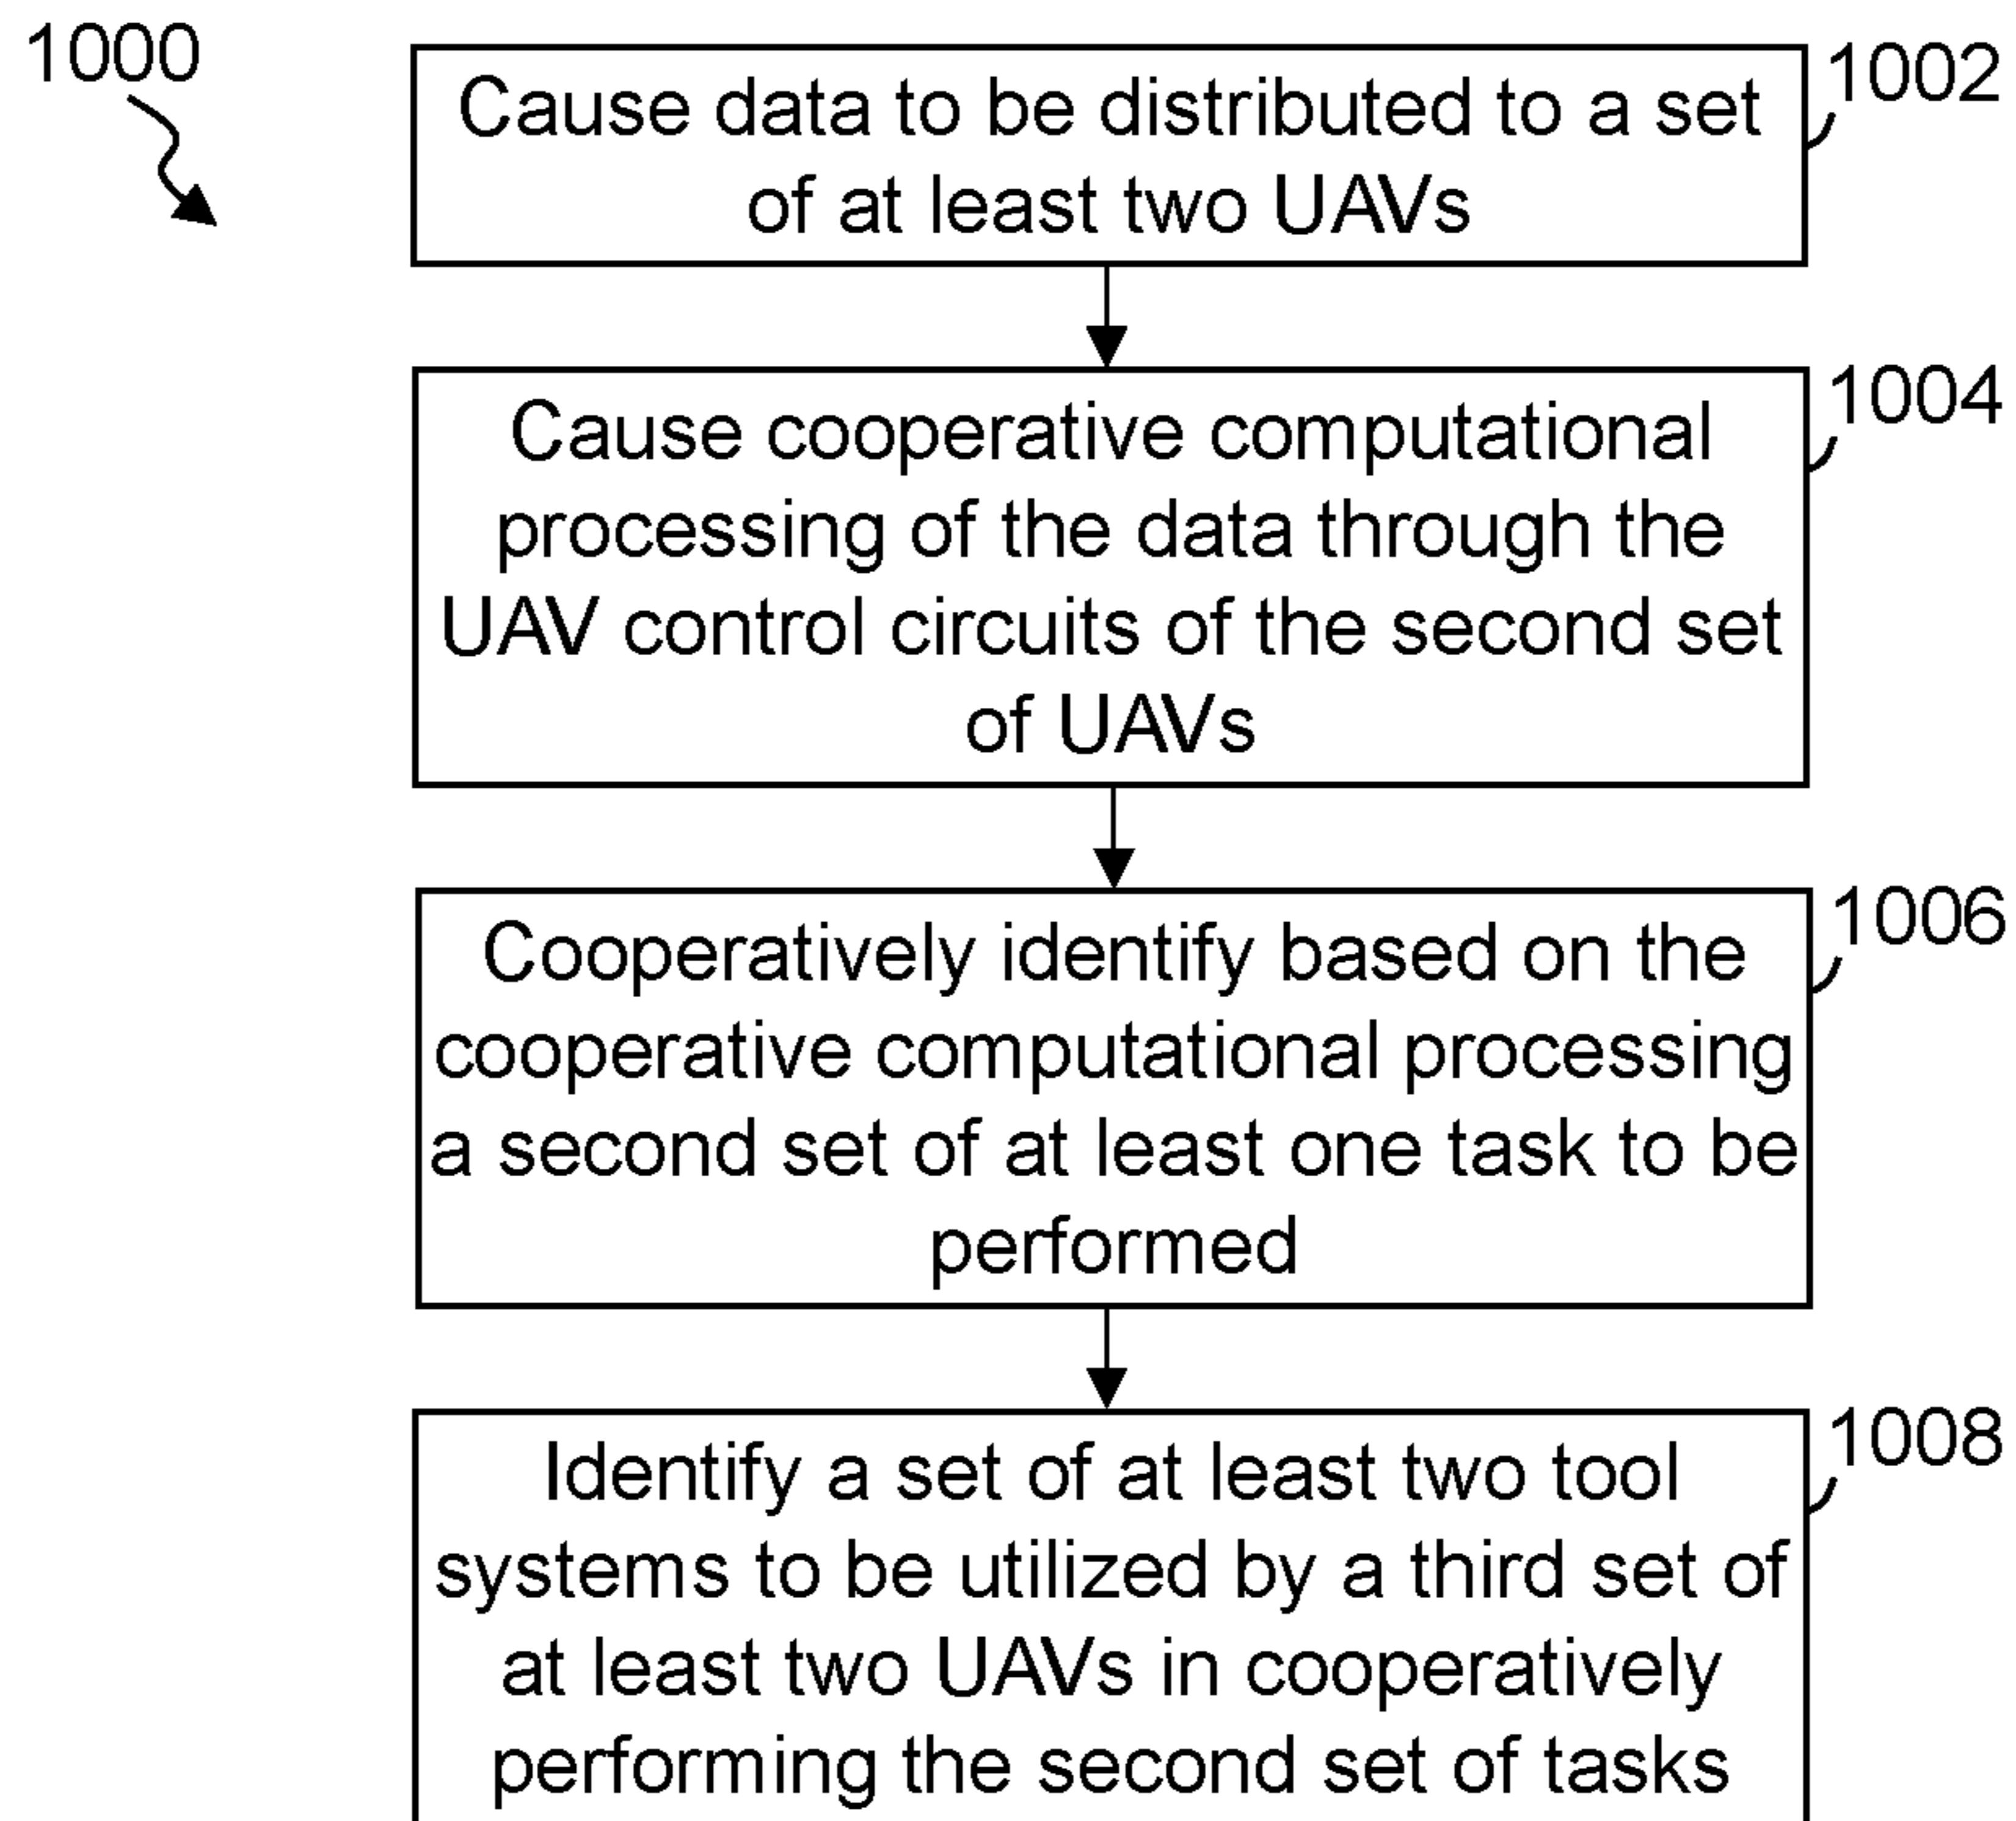 1000
1002
Cause data to be distributed to a set
of at least two UAVs
1004
Cause cooperative computational
processing of the data through the
UAV control circuits of the second set
of UAVs
1006
Cooperatively identify based on the
cooperative computational processing
a second set of at least one task to be
performed
1008
Identify a set of at least two tool
systems to be utilized by a third set of
at least two UAVs in cooperatively
performing the second set of tasks